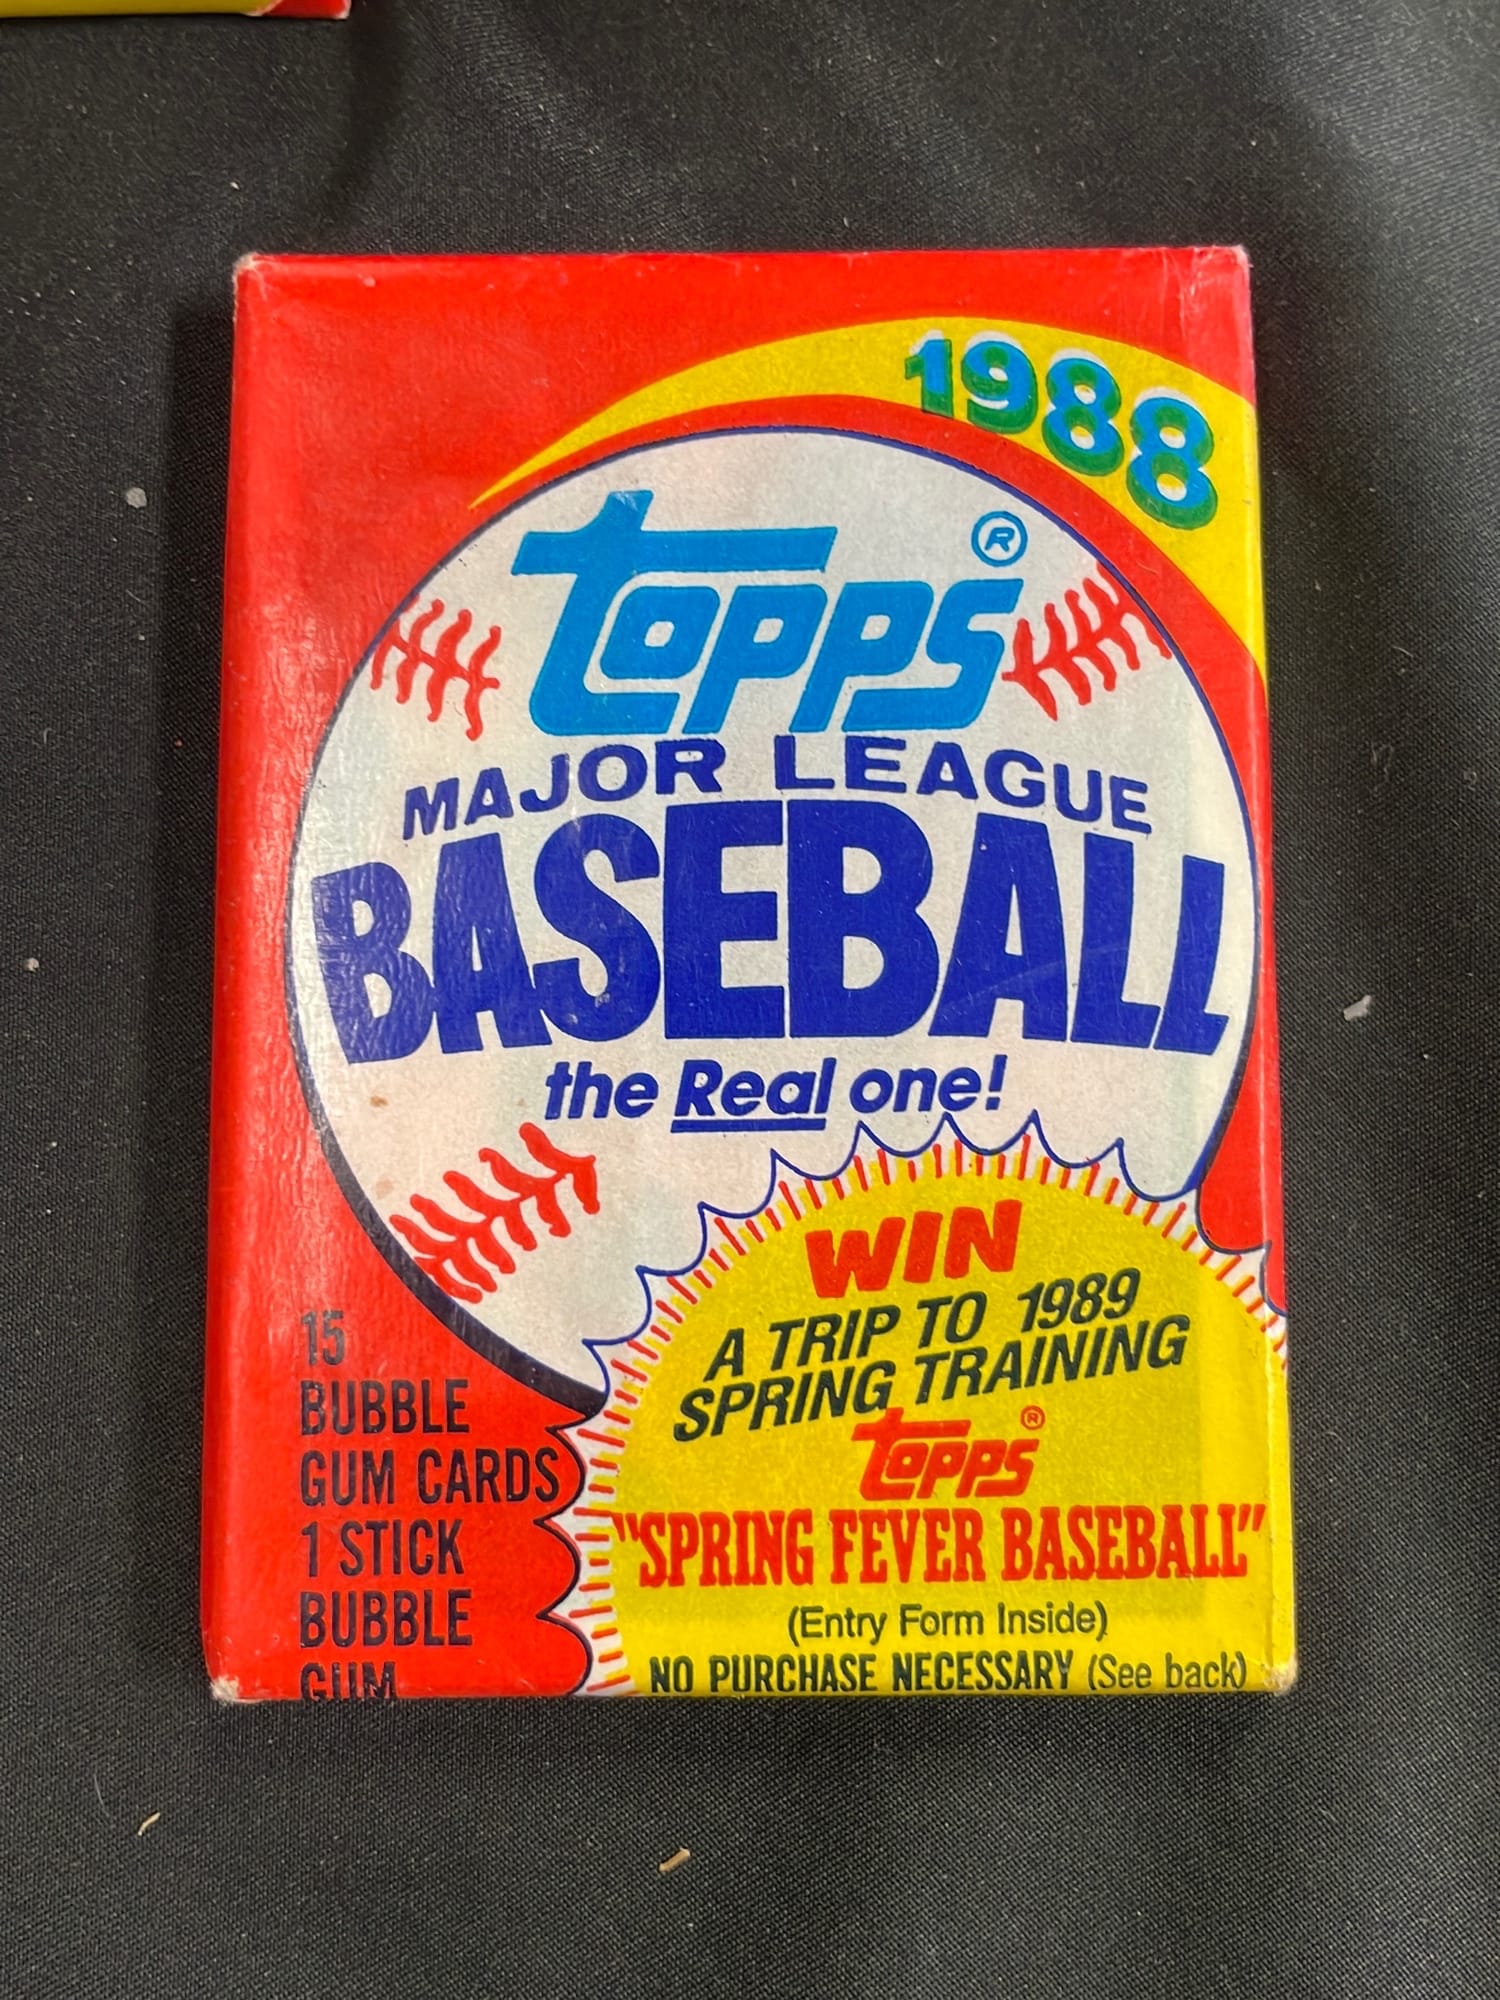 1988
topps®
MAJOR LEAGUE
BASEBALL
the Real one!
WIN
A TRIP TO 1989
SPRING TRAINING
topps®
"SPRING FEVER BASEBALL"
(Entry Form Inside)
NO PURCHASE NECESSARY (See back)
15
BUBBLE
GUM CARDS
1 STICK
BUBBLE
GUM